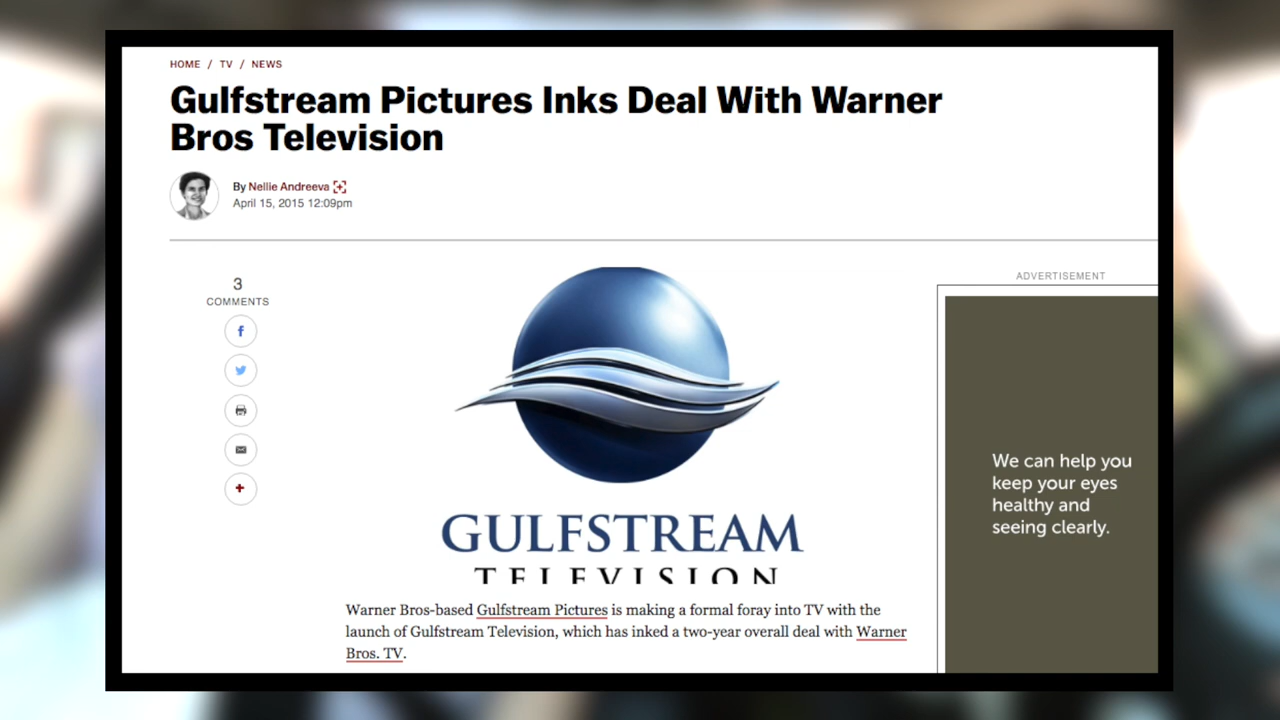 HOME / TV / NEWS
Gulfstream Pictures Inks Deal With Warner
Bros Television
By Nellie Andreeva
April 15, 2015 12:09pm
3
COMMENTS
ADVERTISEMENT
We can help you
keep your eyes
healthy and
seeing clearly.
GULFSTREAM
TELEVISION
Warner Bros-based Gulfstream Pictures is making a formal foray into TV with the
launch of Gulfstream Television, which has inked a two-year overall deal with Warner
Bros. TV.